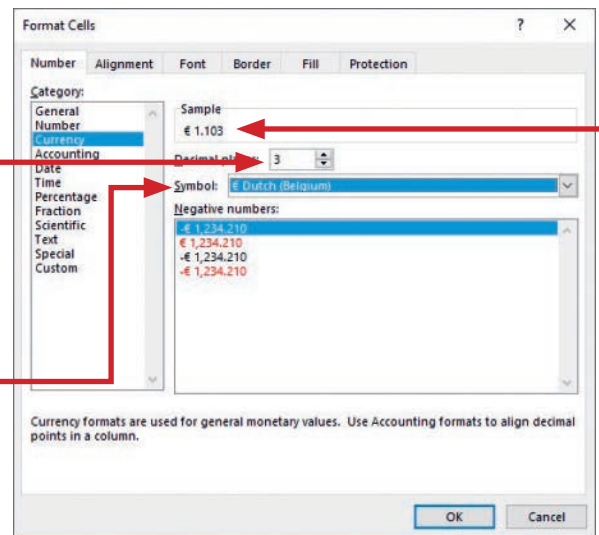 Format Cells ? X
Number Alignment Font Border Fill Protection
Category:
General
Number
Currency
Accounting
Date
Time
Percentage
Fraction
Scientific
Text
Special
Custom
Sample
€ 1.103
Decimal places: 3
Symbol: € Dutch (Belgium)
Negative numbers:
-€ 1,234.210
€ 1,234.210
-€ 1,234.210
-€ 1,234.210
Currency formats are used for general monetary values. Use Accounting formats to align decimal
points in a column.
OK Cancel